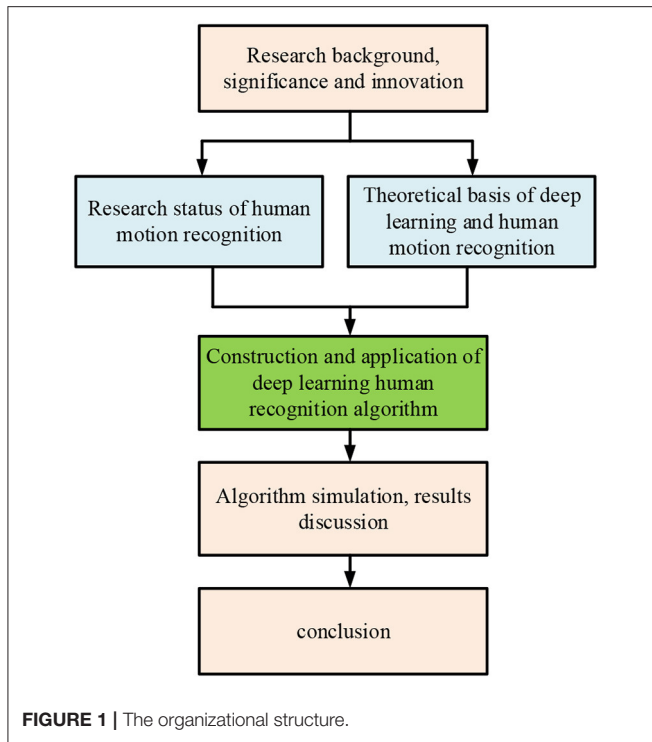 Research background,
significance and innovation
Research status of human
motion recognition
Theoretical basis of deep
learning and human
motion recognition
Construction and application of
deep learning human
recognition algorithm
Algorithm simulation, results
discussion
conclusion
FIGURE 1 | The organizational structure.